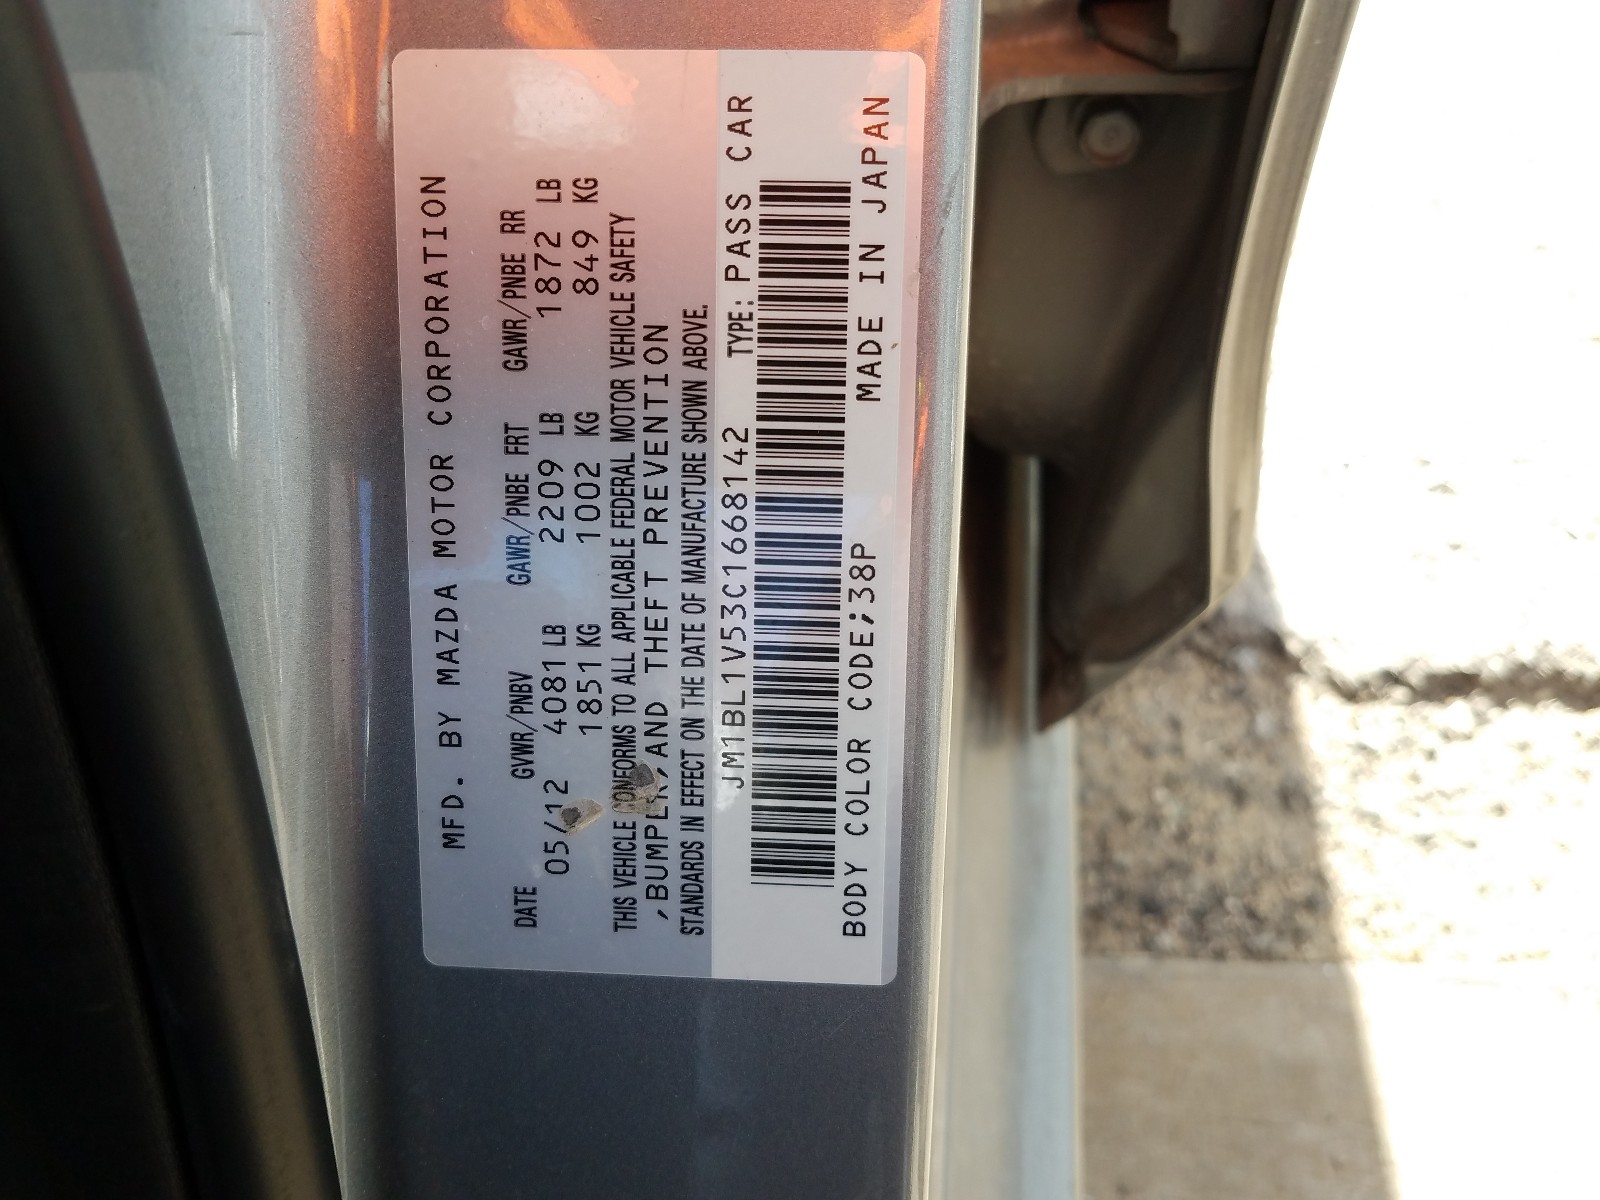 MFD. BY MAZDA MOTOR CORPORATION
DATE GVWR/PNBV GAWR/PNBE FRT GAWR/PNBE RR
05/12 4081 LB 2209 LB 1872 LB
1851 KG 1002 KG 849 KG
THIS VEHICLE CONFORMS TO ALL APPLICABLE FEDERAL MOTOR VEHICLE SAFETY
,BUMPER,AND THEFT PREVENTION
STANDARDS IN EFFECT ON THE DATE OF MANUFACTURE SHOWN ABOVE.
JM1BL1V53C1668142 TYPE: PASS CAR
BODY COLOR CODE;38P MADE IN JAPAN